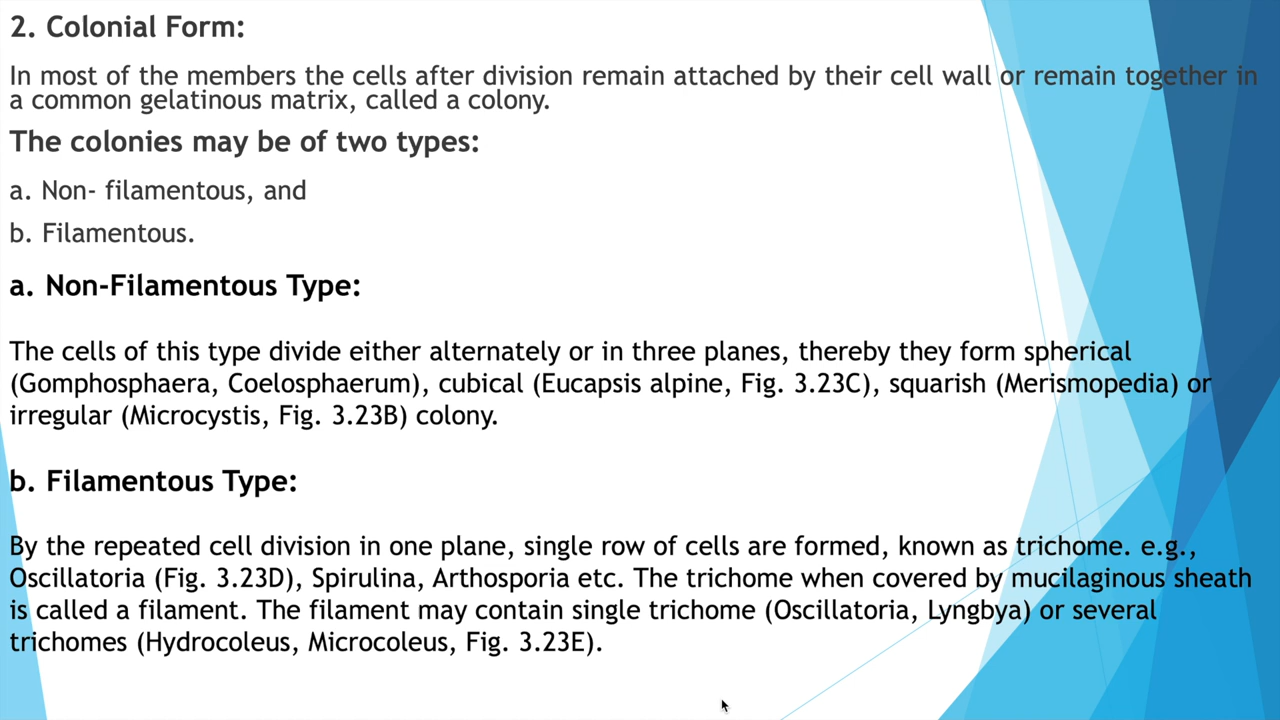 2. Colonial Form:
In most of the members the cells after division remain attached by their cell wall or remain together in
a common gelatinous matrix, called a colony.
The colonies may be of two types:
a. Non- filamentous, and
b. Filamentous.
a. Non-Filamentous Type:
The cells of this type divide either alternately or in three planes, thereby they form spherical
(Gomphosphaera, Coelosphaerum), cubical (Eucapsis alpine, Fig. 3.23C), squarish (Merismopedia) or
irregular (Microcystis, Fig. 3.23B) colony.
b. Filamentous Type:
By the repeated cell division in one plane, single row of cells are formed, known as trichome. e.g.,
Oscillatoria (Fig. 3.23D), Spirulina, Arthosporia etc. The trichome when covered by mucilaginous sheath
is called a filament. The filament may contain single trichome (Oscillatoria, Lyngbya) or several
trichomes (Hydrocoleus, Microcoleus, Fig. 3.23E).